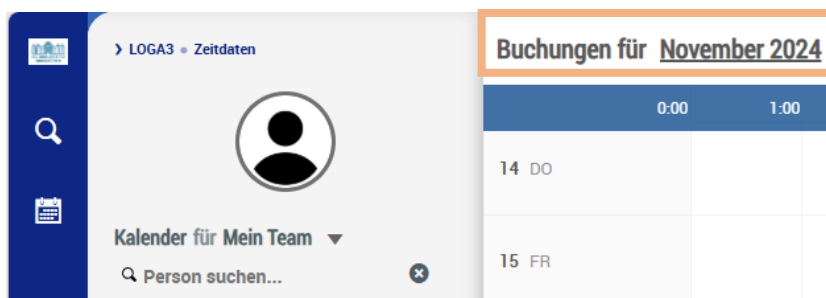 ❯ LOGA3 • Zeitdaten
Kalender für Mein Team ▼
Person suchen...
Buchungen für November 2024
0:00 1:00
14 DO
15 FR